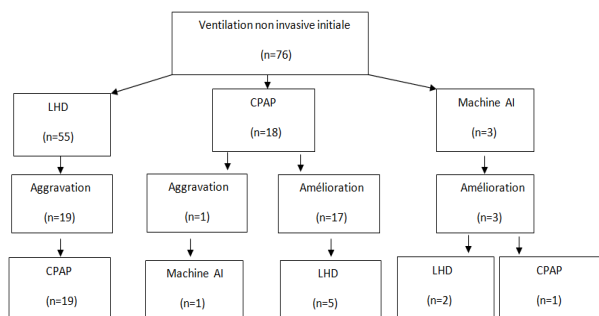 Ventilation non invasive initiale
(n=76)
LHD
(n=55)
CPAP
(n=18)
Machine AI
(n=3)
Aggravation
(n=19)
Aggravation
(n=1)
Amélioration
(n=17)
Amélioration
(n=3)
CPAP
(n=19)
Machine AI
(n=1)
LHD
(n=5)
LHD
(n=2)
CPAP
(n=1)